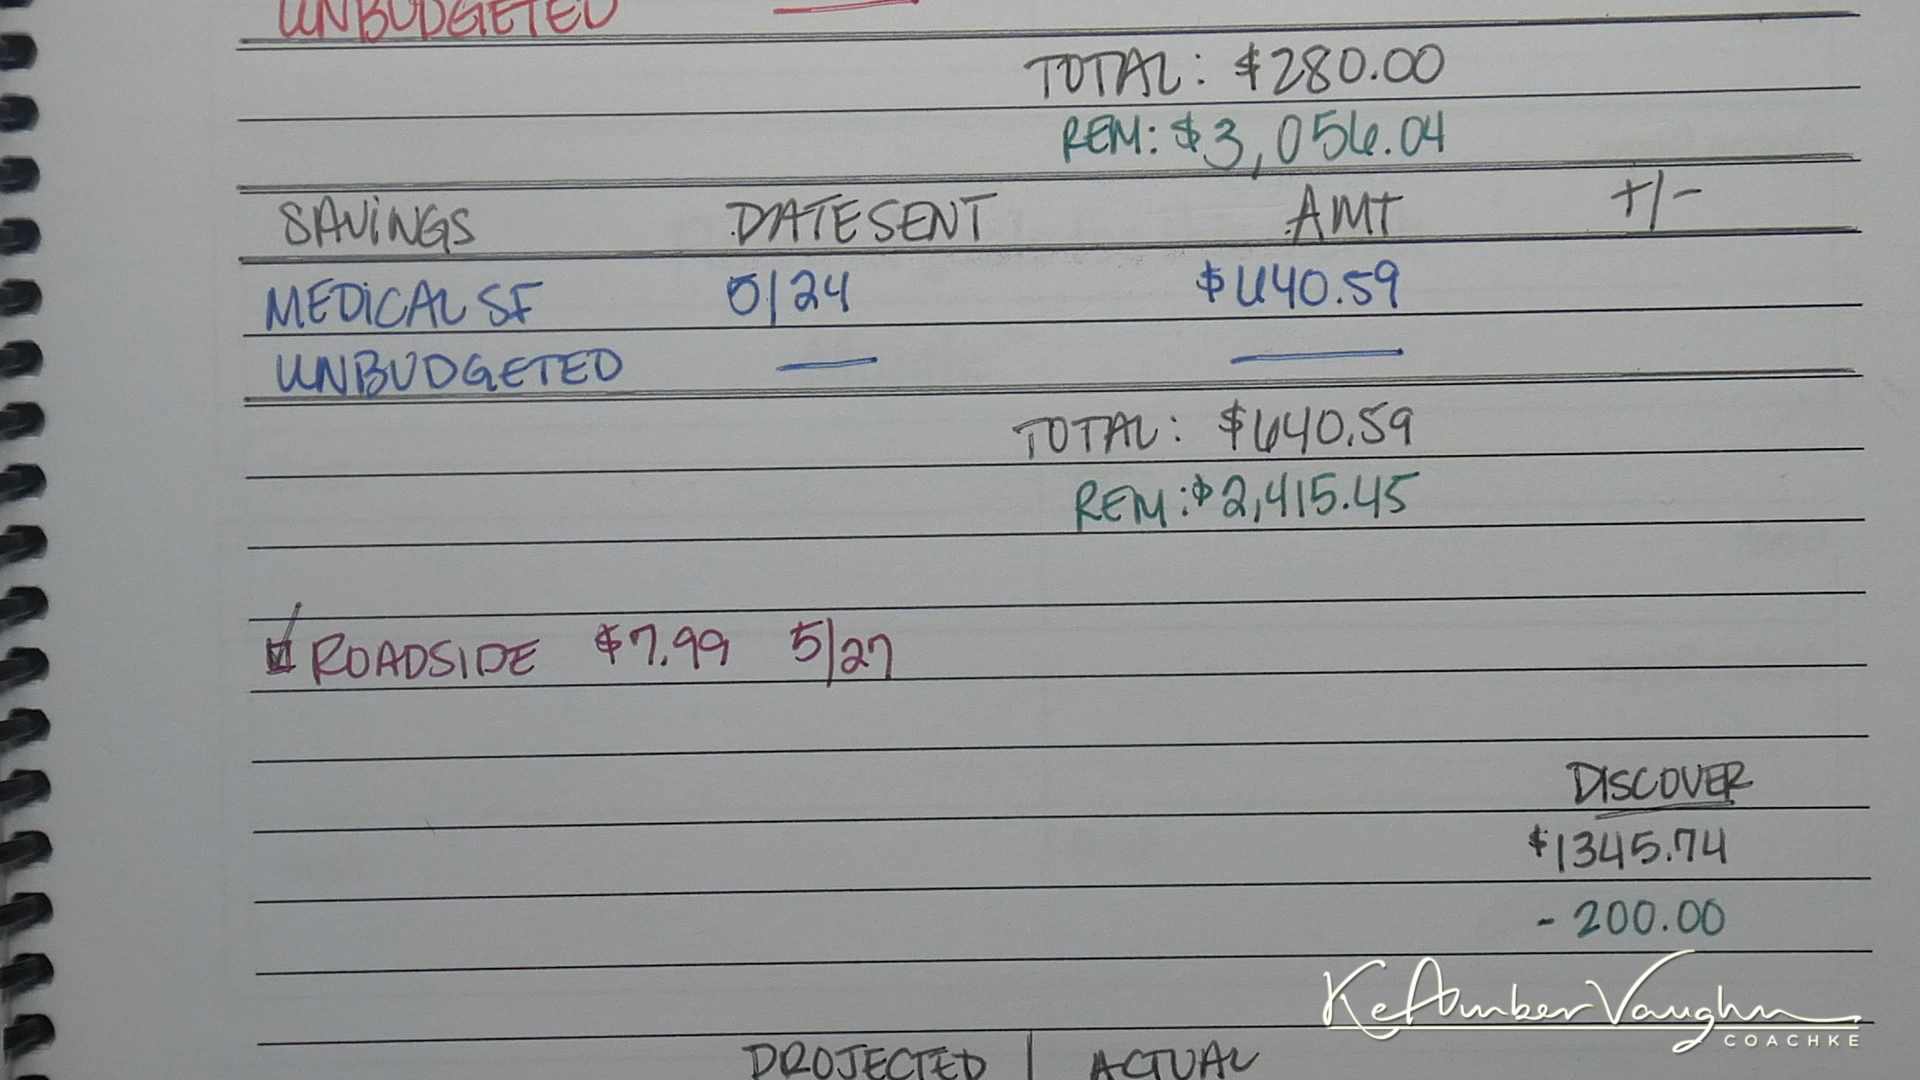 UNBUDGETED
TOTAL: $280.00
REM: $3,056.04
SAVINGS DATE SENT AMT +/-
MEDICAL SF 5/24 $640.59
UNBUDGETED — —
TOTAL: $640.59
REM: $2,415.45
ROADSIDE $7.99 5/27
DISCOVER
$1345.74
- 200.00
KeAmber Vaughn
COACHKE
PROJECTED | ACTUAL